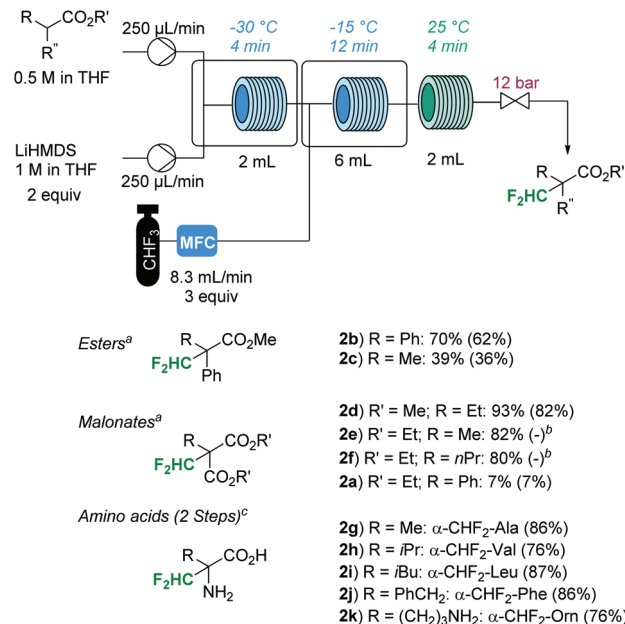 R CO₂R'
R"
0.5 M in THF
250 µL/min
-30 °C
4 min
-15 °C
12 min
25 °C
4 min
12 bar
2 mL
6 mL
2 mL
LiHMDS
1 M in THF
2 equiv
250 µL/min
CHF₃
MFC
8.3 mL/min
3 equiv
R CO₂R'
F₂HC R"
Estersᵃ
R CO₂Me
F₂HC
Ph
2b) R = Ph: 70% (62%)
2c) R = Me: 39% (36%)
Malonatesᵃ
R CO₂R'
F₂HC
CO₂R'
2d) R' = Me; R = Et: 93% (82%)
2e) R' = Et; R = Me: 82% (-)ᵇ
2f) R' = Et; R = nPr: 80% (-)ᵇ
2a) R' = Et; R = Ph: 7% (7%)
Amino acids (2 Steps)ᶜ
R CO₂H
F₂HC
NH₂
2g) R = Me: α-CHF₂-Ala (86%)
2h) R = iPr: α-CHF₂-Val (76%)
2i) R = iBu: α-CHF₂-Leu (87%)
2j) R = PhCH₂: α-CHF₂-Phe (86%)
2k) R = (CH₂)₃NH₂: α-CHF₂-Orn (76%)